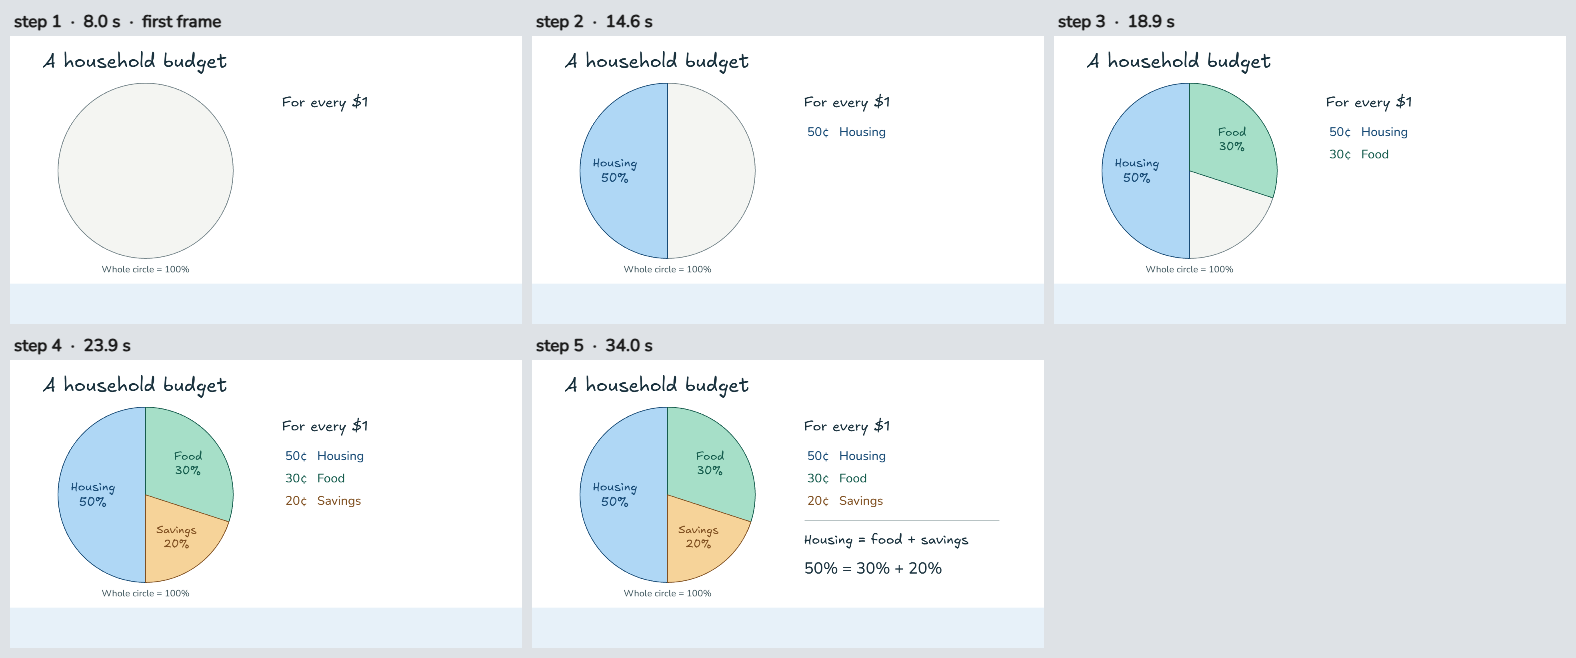 step 1 · 8.0 s · first frame
A household budget
For every $1
Whole circle = 100%
step 2 · 14.6 s
A household budget
For every $1
50¢ Housing
Housing
50%
Whole circle = 100%
step 3 · 18.9 s
A household budget
For every $1
50¢ Housing
30¢ Food
Food
30%
Housing
50%
Whole circle = 100%
step 4 · 23.9 s
A household budget
For every $1
50¢ Housing
30¢ Food
20¢ Savings
Food
30%
Housing
50%
Savings
20%
Whole circle = 100%
step 5 · 34.0 s
A household budget
For every $1
50¢ Housing
30¢ Food
20¢ Savings
Food
30%
Housing
50%
Savings
20%
Housing = food + savings
50% = 30% + 20%
Whole circle = 100%